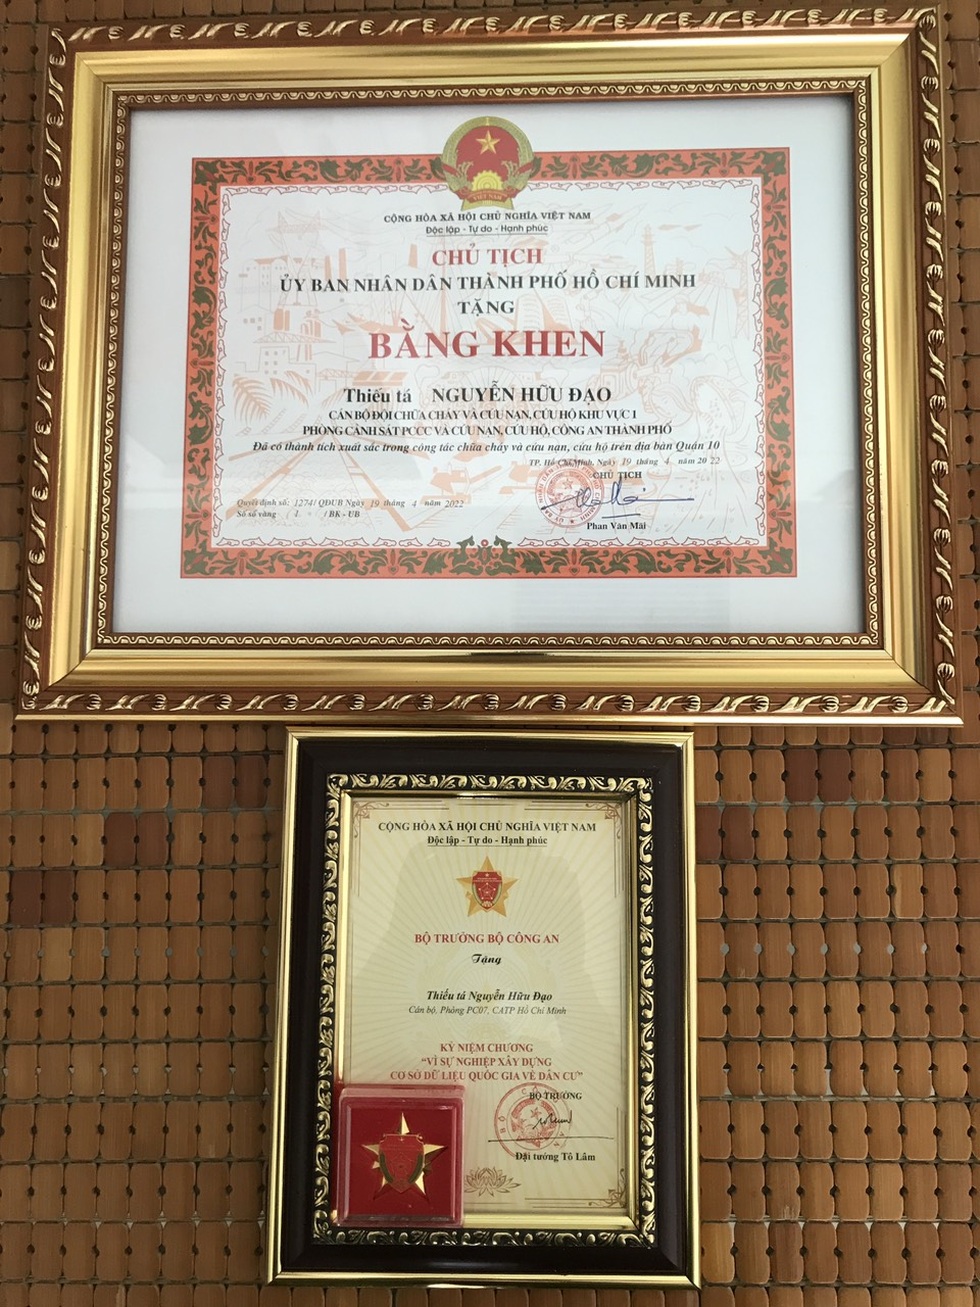 VIỆT NAM
CỘNG HÒA XÃ HỘI CHỦ NGHĨA VIỆT NAM
Độc lập - Tự do - Hạnh phúc
CHỦ TỊCH
ỦY BAN NHÂN DÂN THÀNH PHỐ HỒ CHÍ MINH
TẶNG
BẰNG KHEN
Thiếu tá NGUYỄN HỮU ĐẠO
CÁN BỘ ĐỘI CHỮA CHÁY VÀ CỨU NẠN, CỨU HỘ KHU VỰC 1
PHÒNG CẢNH SÁT PCCC VÀ CỨU NẠN, CỨU HỘ, CÔNG AN THÀNH PHỐ
Đã có thành tích xuất sắc trong công tác chữa cháy và cứu nạn, cứu hộ trên địa bàn Quận 10
TP. Hồ Chí Minh, Ngày 19 tháng 4 năm 2022
CHỦ TỊCH
Quyết định số: 1274/ QĐUB Ngày 19 tháng 4 năm 2022
Số sổ vàng 1 /BK - UB
Phan Văn Mãi
CỘNG HÒA XÃ HỘI CHỦ NGHĨA VIỆT NAM
Độc lập - Tự do - Hạnh phúc
BỘ TRƯỞNG BỘ CÔNG AN
Tặng
Thiếu tá Nguyễn Hữu Đạo
Cán bộ, Phòng PC07, CATP Hồ Chí Minh
KỶ NIỆM CHƯƠNG
“VÌ SỰ NGHIỆP XÂY DỰNG
CƠ SỞ DỮ LIỆU QUỐC GIA VỀ DÂN CƯ”
BỘ TRƯỞNG
Đại tướng Tô Lâm